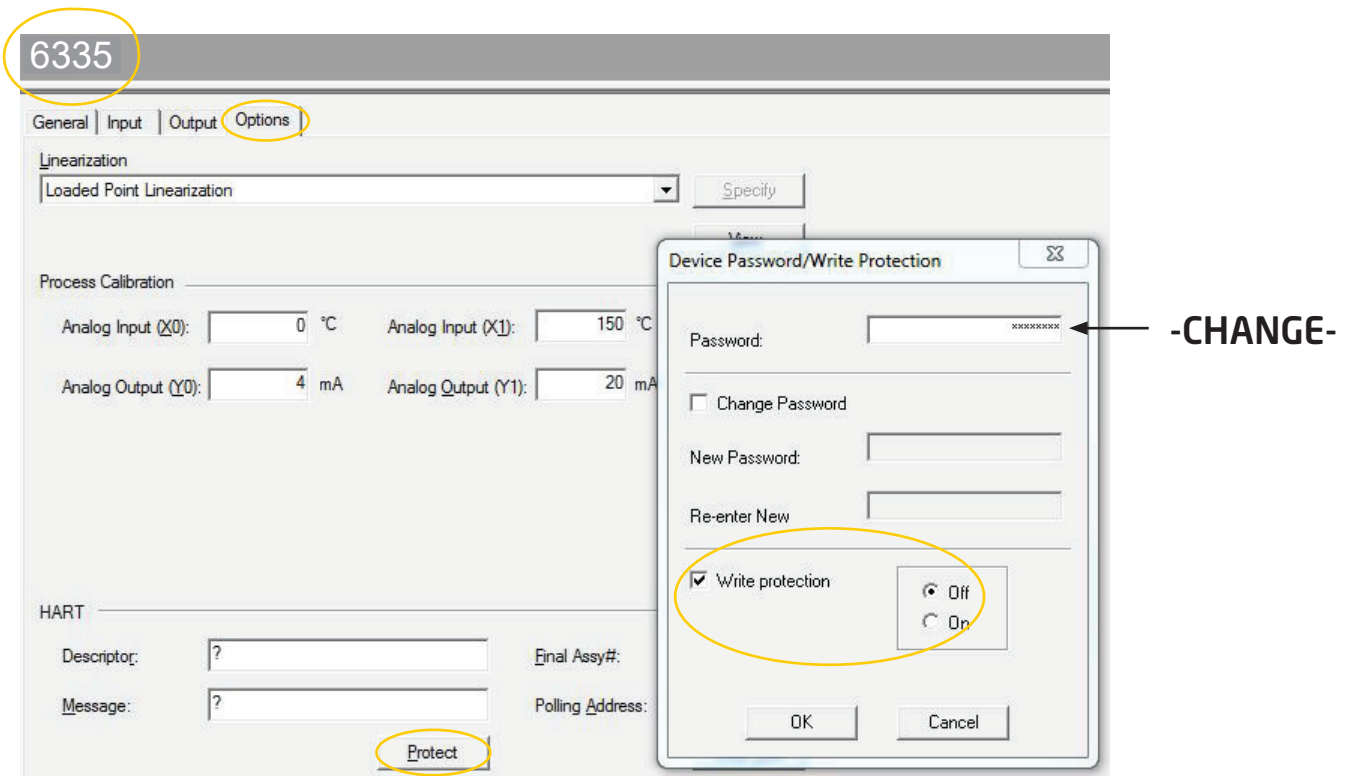 6335
General Input Output Options
Linearization
Loaded Point Linearization Specify
View
Process Calibration
Analog Input (X0): 0 °C Analog Input (X1): 150 °C
Analog Output (Y0): 4 mA Analog Output (Y1): 20 mA
HART
Descriptor: ? Final Assy#:
Message: ? Polling Address:
Protect
Device Password/Write Protection
Password: ******** -CHANGE-
Change Password
New Password:
Re-enter New
Write protection Off
On
OK Cancel